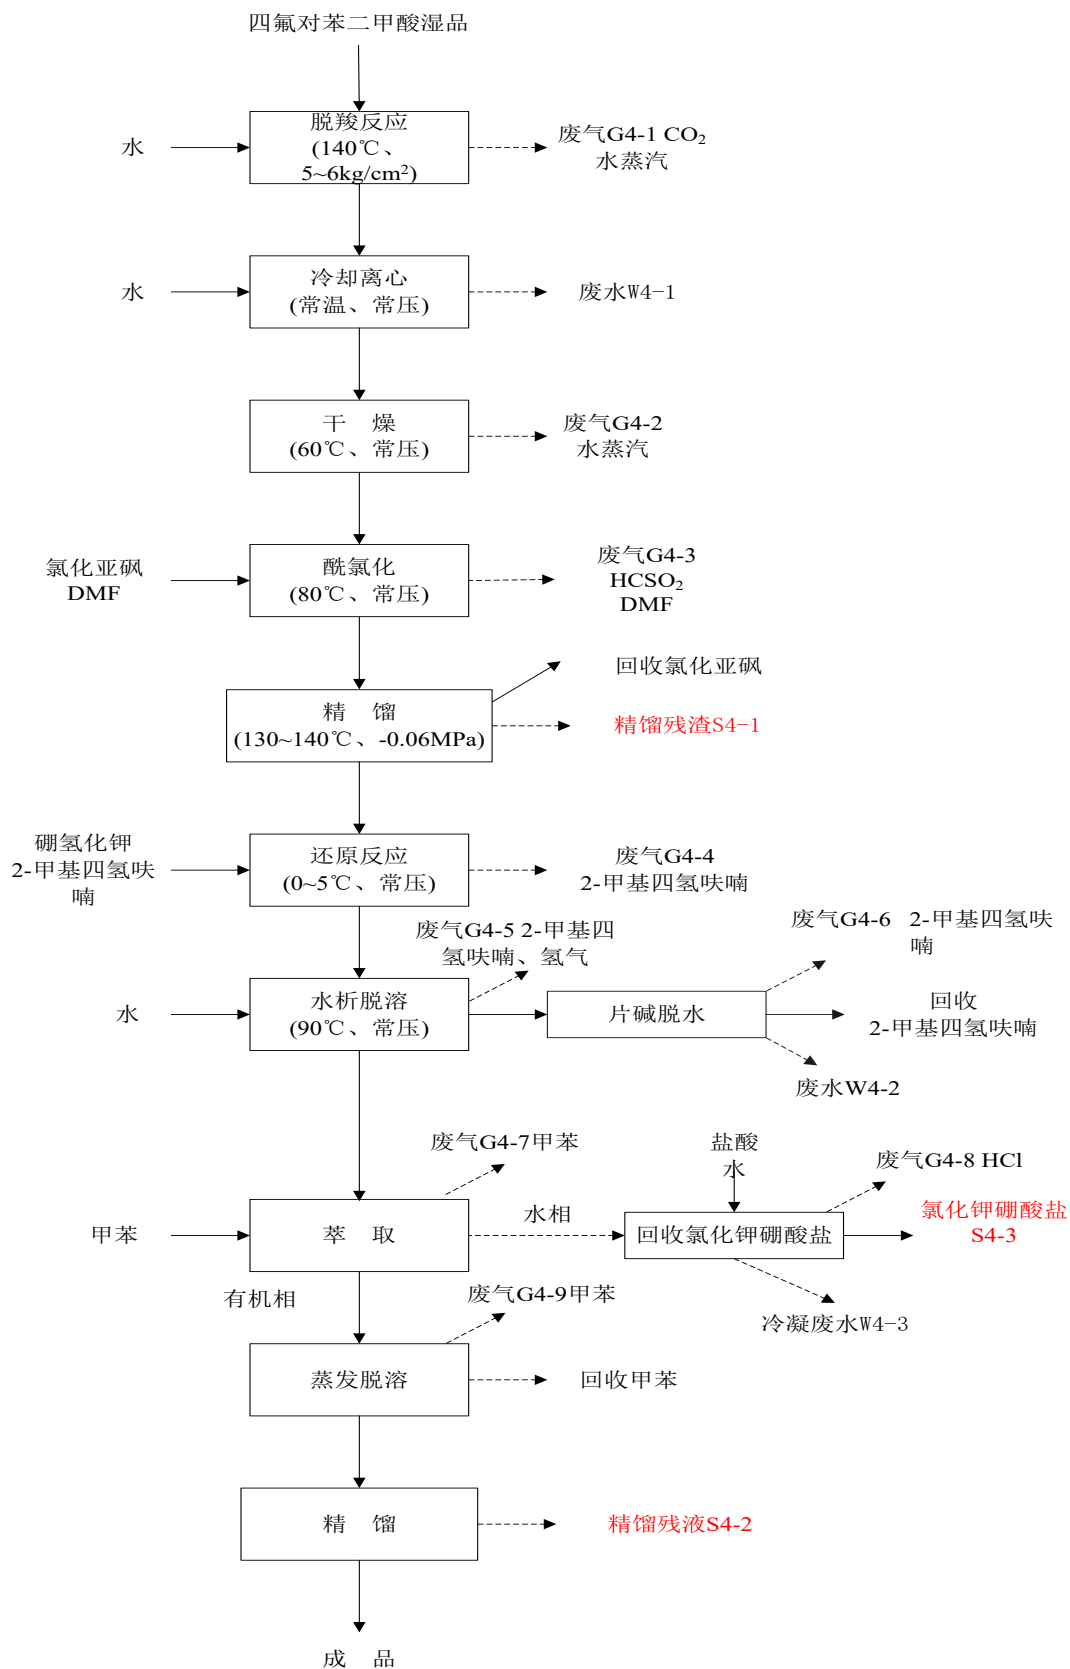 四氟对苯二甲酸湿品
水
脱羧反应
(140℃、
5~6kg/cm²)
废气G4-1 CO₂
水蒸汽
水
冷却离心
(常温、常压)
废水W4-1
干 燥
(60℃、常压)
废气G4-2
水蒸汽
氯化亚砜
DMF
酰氯化
(80℃、常压)
废气G4-3
HCSO₂
DMF
回收氯化亚砜
精 馏
(130~140℃、-0.06MPa)
精馏残渣S4-1
硼氢化钾
2-甲基四氢呋
喃
还原反应
(0~5℃、常压)
废气G4-4
2-甲基四氢呋喃
废气G4-5 2-甲基四
氢呋喃、氢气
废气G4-6 2-甲基四氢呋
喃
水
水析脱溶
(90℃、常压)
片碱脱水
回收
2-甲基四氢呋喃
废水W4-2
废气G4-7甲苯
盐酸
水
废气G4-8 HCl
甲苯
萃 取
水相
回收氯化钾硼酸盐
氯化钾硼酸盐
S4-3
有机相
废气G4-9甲苯
冷凝废水W4-3
蒸发脱溶
回收甲苯
精 馏
精馏残液S4-2
成 品